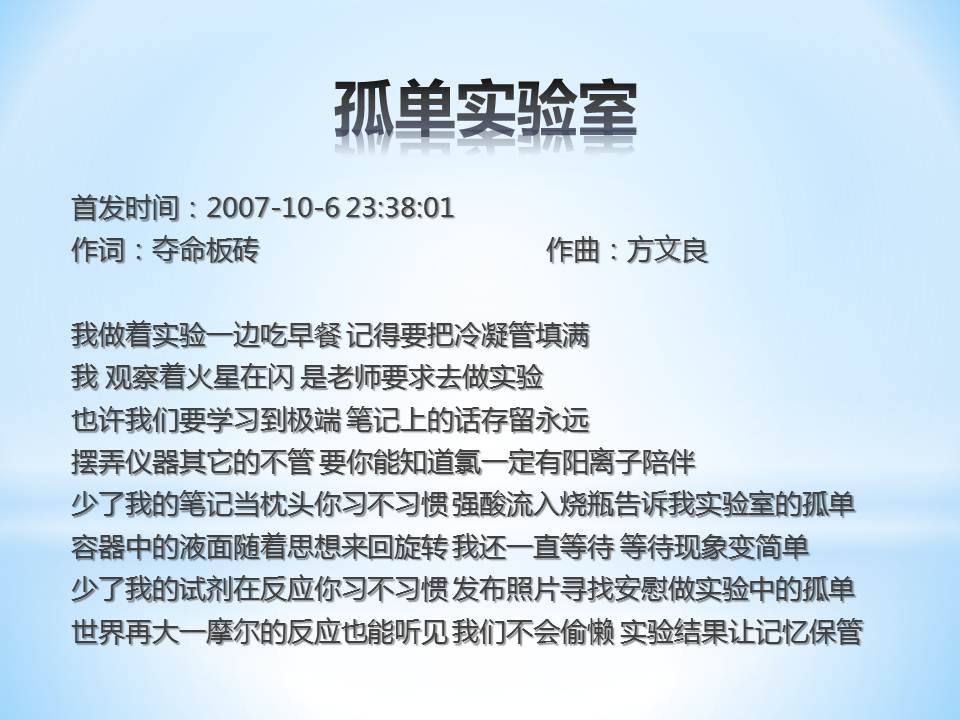 孤单实验室
首发时间：2007-10-6 23:38:01
作词：夺命板砖 作曲：方文良
我做着实验一边吃早餐 记得要把冷凝管填满
我 观察着火星在闪 是老师要求去做实验
也许我们要学习到极端 笔记上的话存留永远
摆弄仪器其它的不管 要你能知道氯一定有阳离子陪伴
少了我的笔记当枕头你习不习惯 强酸流入烧瓶告诉我实验室的孤单
容器中的液面随着思想来回旋转 我还一直等待 等待现象变简单
少了我的试剂在反应你习不习惯 发布照片寻找安慰做实验中的孤单
世界再大一摩尔的反应也能听见 我们不会偷懒 实验结果让记忆保管